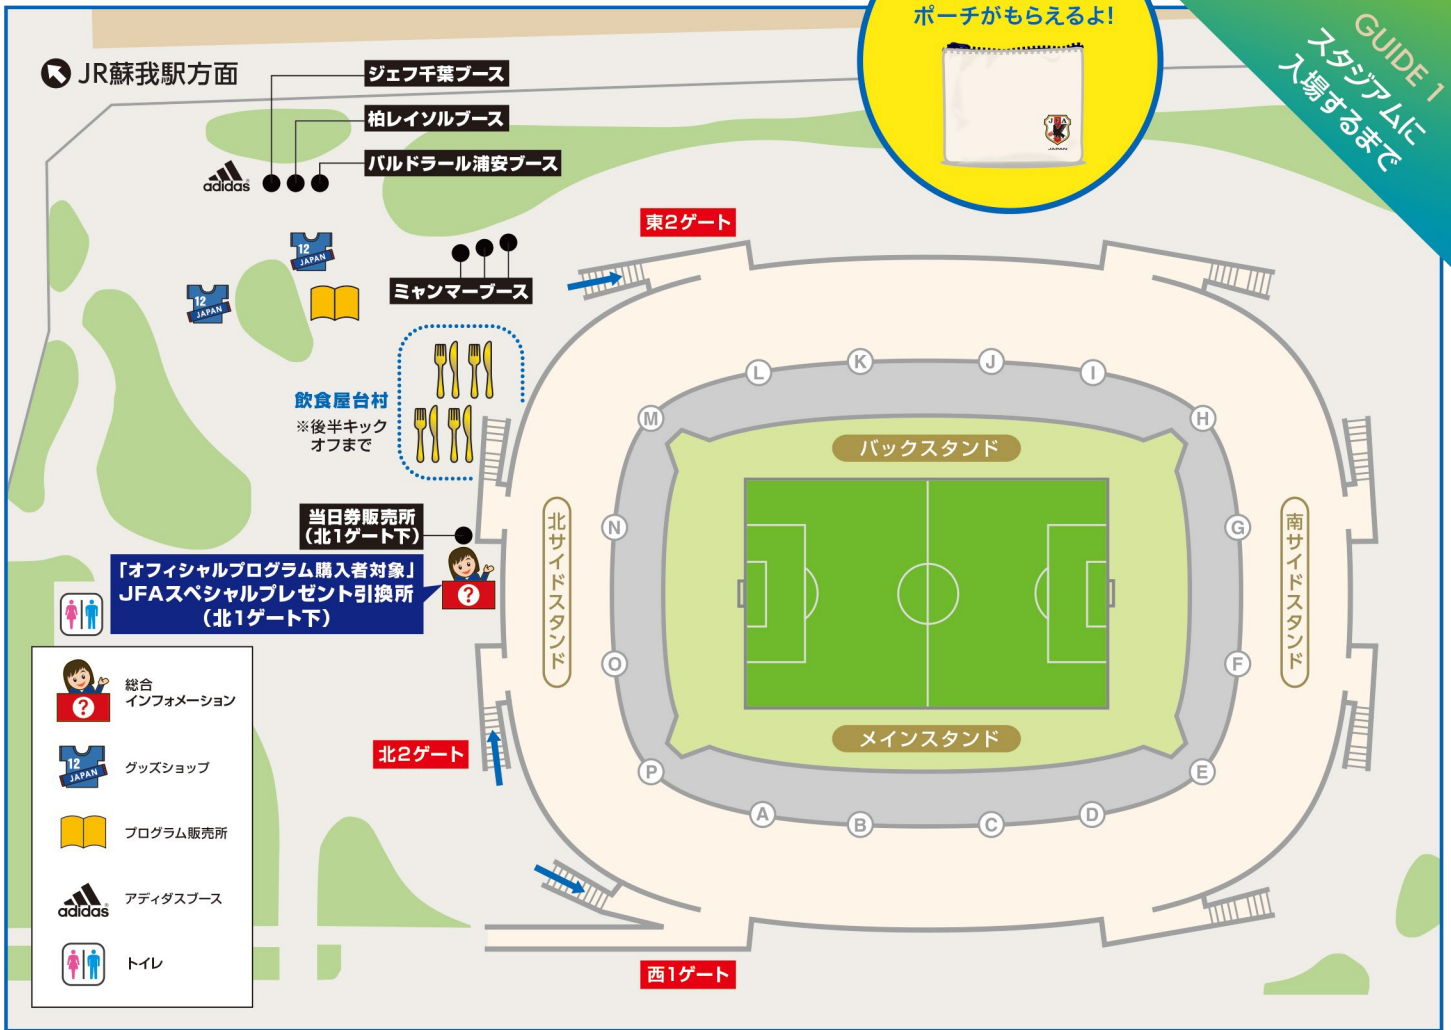 ポーチがもらえるよ!
JFA
JAPAN
GUIDE 1
スタジアムに
入場するまで
JR蘇我駅方面
ジェフ千葉ブース
柏レイソルブース
バルドラール浦安ブース
adidas
東2ゲート
12
JAPAN
12
JAPAN
ミャンマーブース
飲食屋台村
※後半キック
オフまで
L
K
J
I
M
H
バックスタンド
当日券販売所
(北1ゲート下)
北サイドスタンド
N
G
南サイドスタンド
「オフィシャルプログラム購入者対象」
JFAスペシャルプレゼント引換所
(北1ゲート下)
?
O
F
メインスタンド
北2ゲート
P
E
A
B
C
D
西1ゲート
?
総合
インフォメーション
12
JAPAN
グッズショップ
プログラム販売所
adidas
アディダスブース
トイレ